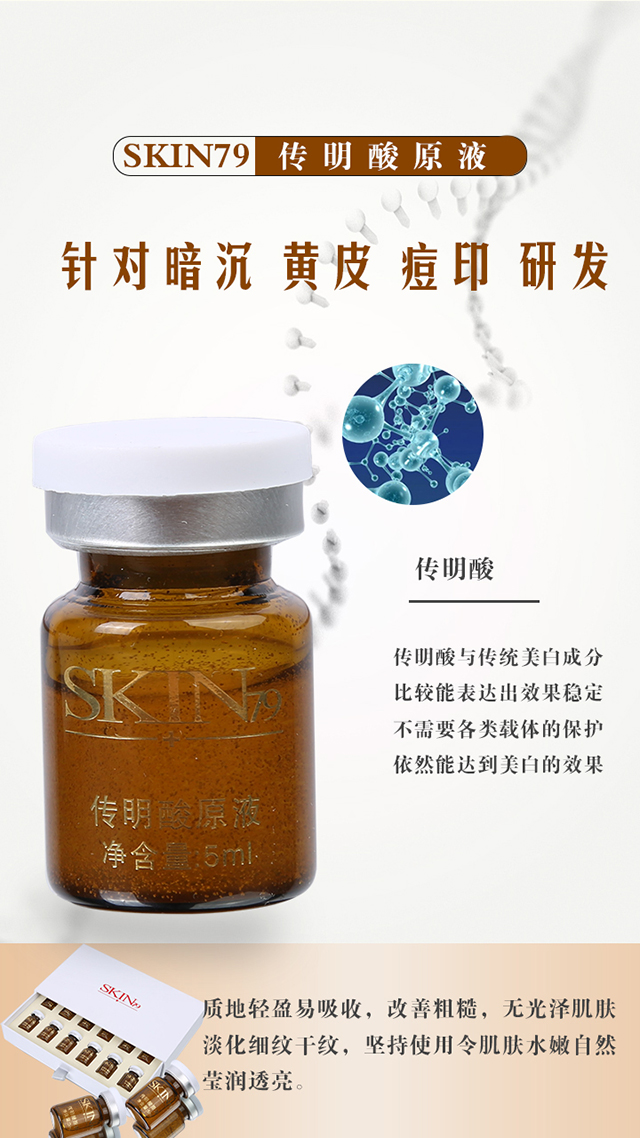 SKIN79 传明酸原液
针对暗沉 黄皮 痘印 研发
传明酸
传明酸与传统美白成分
比较能表达出效果稳定
不需要各类载体的保护
依然能达到美白的效果
SKIN79
传明酸原液
净含量:5ml
SKIN79
质地轻盈易吸收，改善粗糙，无光泽肌肤
淡化细纹干纹，坚持使用令肌肤水嫩自然
莹润透亮。